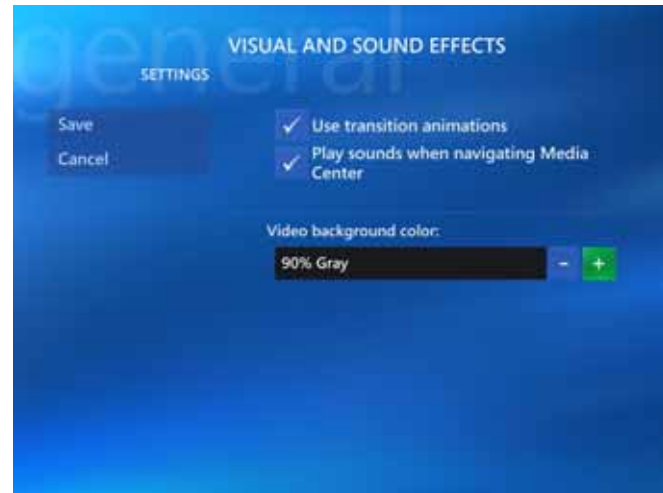 general
VISUAL AND SOUND EFFECTS
SETTINGS
Save
Cancel
✓ Use transition animations
✓ Play sounds when navigating Media
Center
Video background color:
90% Gray - +